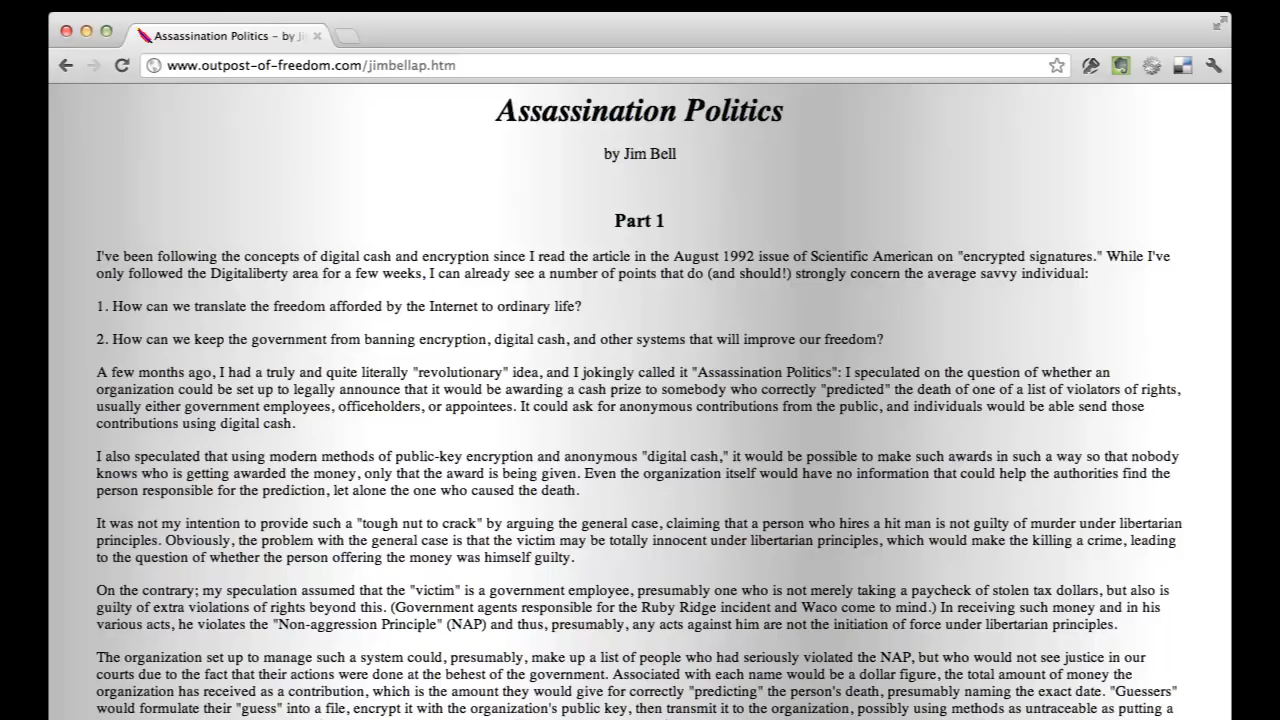 Assassination Politics – by Ji
www.outpost-of-freedom.com/jimbellap.htm
Assassination Politics
by Jim Bell
Part 1
I've been following the concepts of digital cash and encryption since I read the article in the August 1992 issue of Scientific American on "encrypted signatures." While I've
only followed the Digitaliberty area for a few weeks, I can already see a number of points that do (and should!) strongly concern the average savvy individual:
1. How can we translate the freedom afforded by the Internet to ordinary life?
2. How can we keep the government from banning encryption, digital cash, and other systems that will improve our freedom?
A few months ago, I had a truly and quite literally "revolutionary" idea, and I jokingly called it "Assassination Politics": I speculated on the question of whether an
organization could be set up to legally announce that it would be awarding a cash prize to somebody who correctly "predicted" the death of one of a list of violators of rights,
usually either government employees, officeholders, or appointees. It could ask for anonymous contributions from the public, and individuals would be able send those
contributions using digital cash.
I also speculated that using modern methods of public-key encryption and anonymous "digital cash," it would be possible to make such awards in such a way so that nobody
knows who is getting awarded the money, only that the award is being given. Even the organization itself would have no information that could help the authorities find the
person responsible for the prediction, let alone the one who caused the death.
It was not my intention to provide such a "tough nut to crack" by arguing the general case, claiming that a person who hires a hit man is not guilty of murder under libertarian
principles. Obviously, the problem with the general case is that the victim may be totally innocent under libertarian principles, which would make the killing a crime, leading
to the question of whether the person offering the money was himself guilty.
On the contrary; my speculation assumed that the "victim" is a government employee, presumably one who is not merely taking a paycheck of stolen tax dollars, but also is
guilty of extra violations of rights beyond this. (Government agents responsible for the Ruby Ridge incident and Waco come to mind.) In receiving such money and in his
various acts, he violates the "Non-aggression Principle" (NAP) and thus, presumably, any acts against him are not the initiation of force under libertarian principles.
The organization set up to manage such a system could, presumably, make up a list of people who had seriously violated the NAP, but who would not see justice in our
courts due to the fact that their actions were done at the behest of the government. Associated with each name would be a dollar figure, the total amount of money the
organization has received as a contribution, which is the amount they would give for correctly "predicting" the person's death, presumably naming the exact date. "Guessers"
would formulate their "guess" into a file, encrypt it with the organization's public key, then transmit it to the organization, possibly using methods as untraceable as putting a